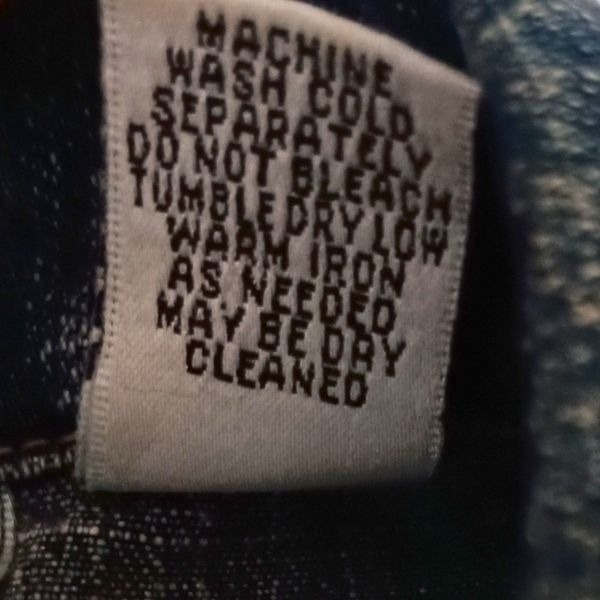 MACHINE
WASH COLD
SEPARATELY
DO NOT BLEACH
TUMBLE DRY LOW
WARM IRON
AS NEEDED
MAY BE DRY
CLEANED